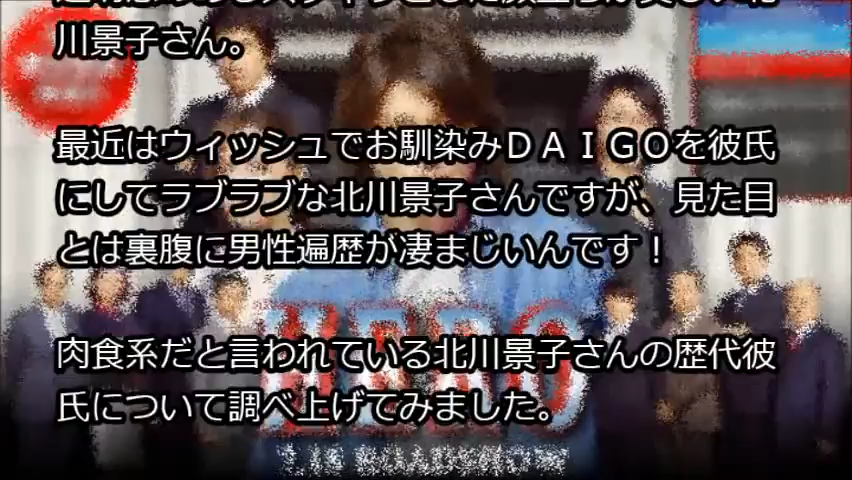 川景子さん。
最近はウィッシュでお馴染みＤＡＩＧＯを彼氏
にしてラブラブな北川景子さんですが、見た目
とは裏腹に男性遍歴が凄まじいんです！
肉食系だと言われている北川景子さんの歴代彼
氏について調べ上げてみました。
HERO